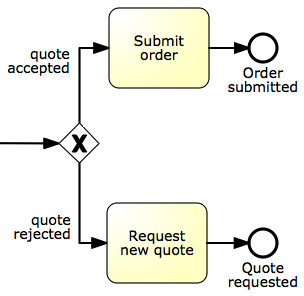 quote
accepted
Submit
order
Order
submitted
quote
rejected
Request
new quote
Quote
requested